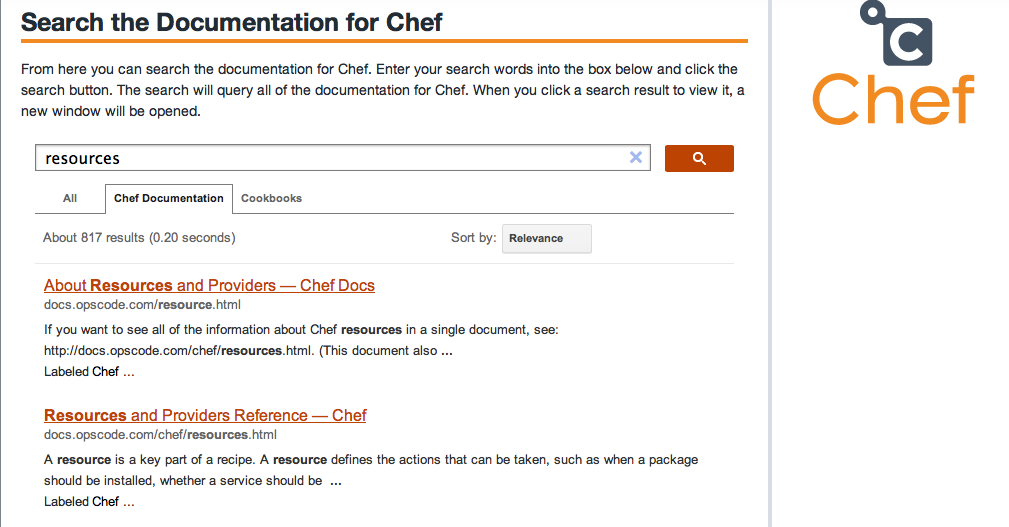 Search the Documentation for Chef
From here you can search the documentation for Chef. Enter your search words into the box below and click the
search button. The search will query all of the documentation for Chef. When you click a search result to view it, a
new window will be opened.
resources
All Chef Documentation Cookbooks
About 817 results (0.20 seconds) Sort by: Relevance
About Resources and Providers — Chef Docs
docs.opscode.com/resource.html
If you want to see all of the information about Chef resources in a single document, see:
http://docs.opscode.com/chef/resources.html. (This document also ...
Labeled Chef ...
Resources and Providers Reference — Chef
docs.opscode.com/chef/resources.html
A resource is a key part of a recipe. A resource defines the actions that can be taken, such as when a package
should be installed, whether a service should be ...
Labeled Chef ...
C
Chef